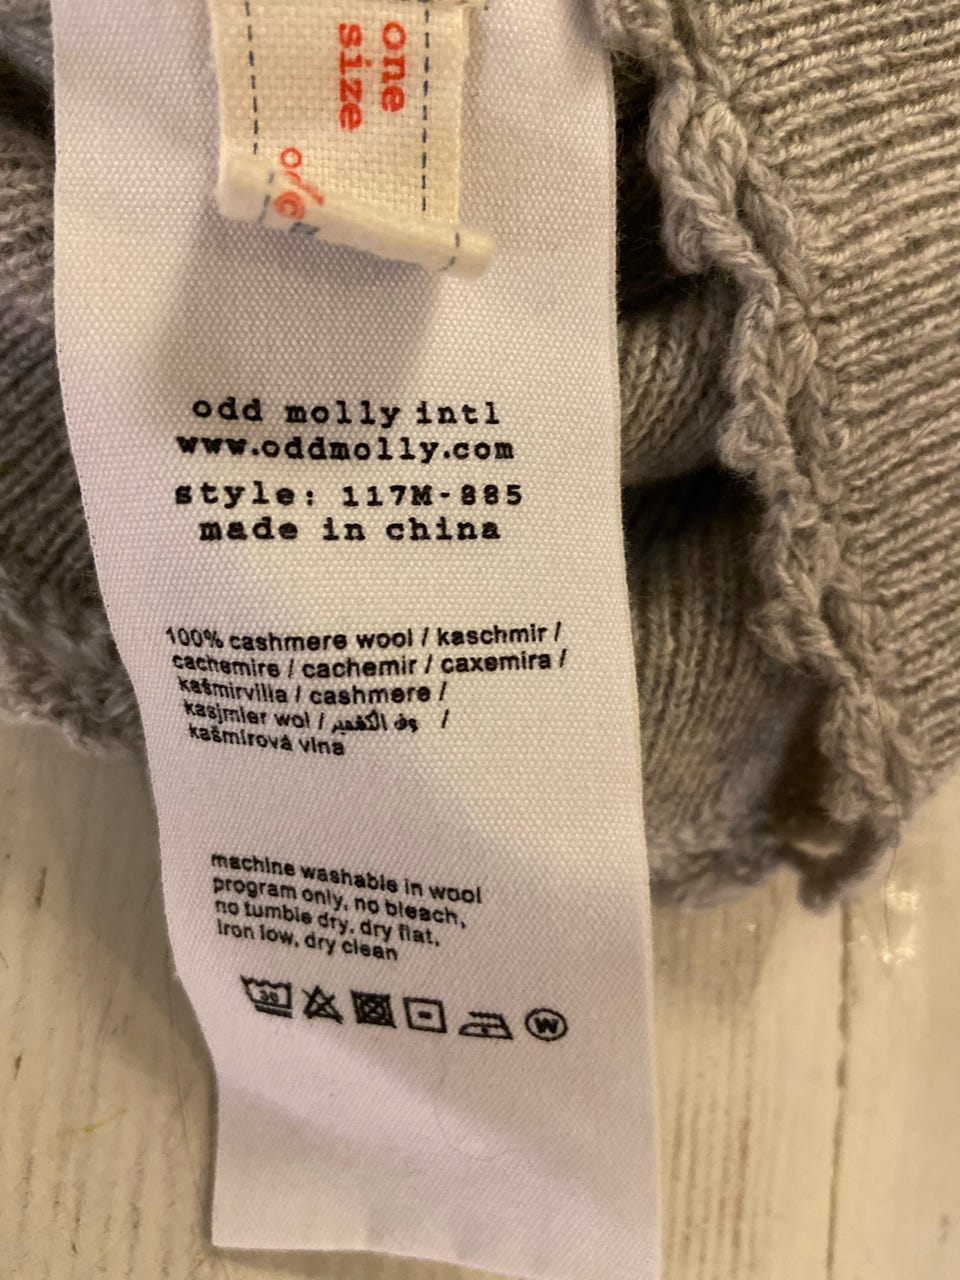 one
size
odd molly intl
www.oddmolly.com
style: 117M-885
made in china
100% cashmere wool / kaschmir /
cachemire / cachemir / caxemira /
kašmirvilla / cashmere /
kasjmier wol / وف الكشمير /
kašmírová vlna
machine washable in wool
program only, no bleach,
no tumble dry, dry flat,
iron low, dry clean
30
W